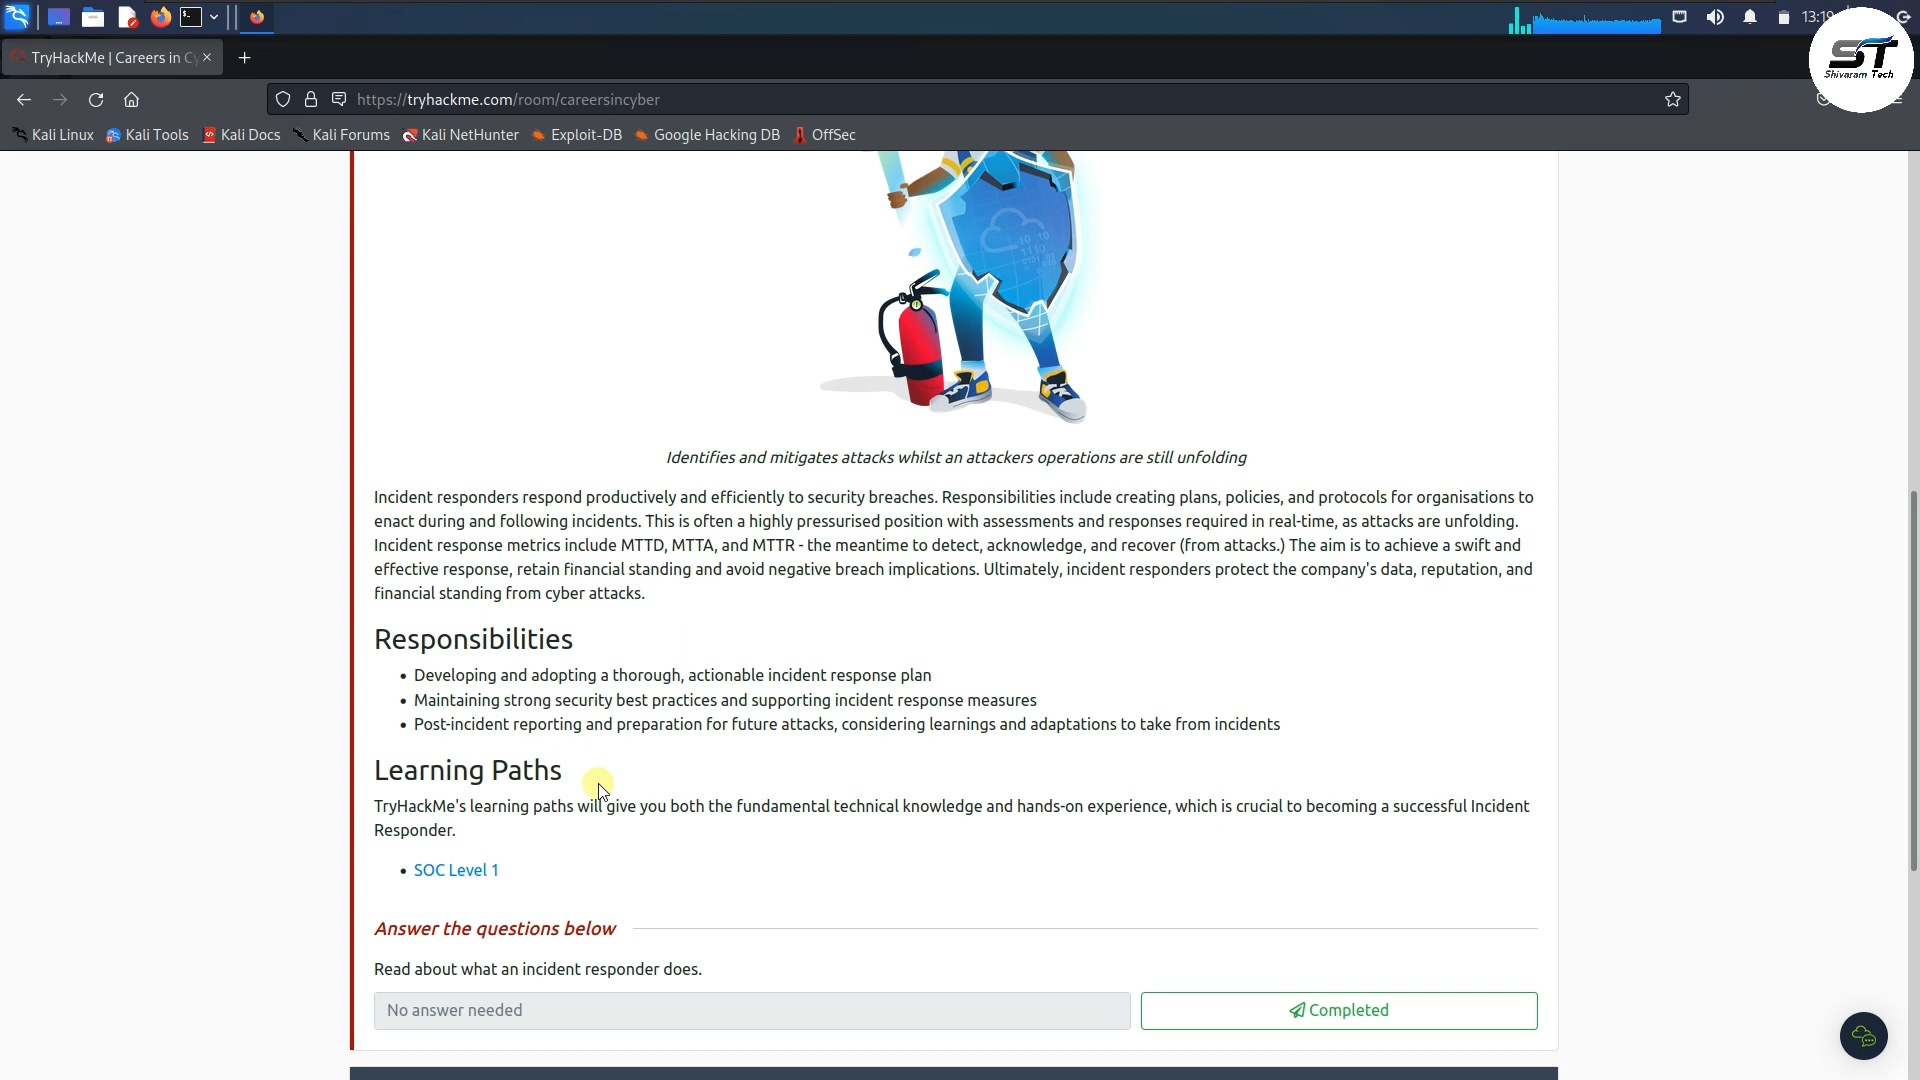 13:19
TryHackMe | Careers in Cy
https://tryhackme.com/room/careersincyber
ST
Shivaram Tech
Kali Linux Kali Tools Kali Docs Kali Forums Kali NetHunter Exploit-DB Google Hacking DB OffSec
10 10
1110
Identifies and mitigates attacks whilst an attackers operations are still unfolding
Incident responders respond productively and efficiently to security breaches. Responsibilities include creating plans, policies, and protocols for organisations to
enact during and following incidents. This is often a highly pressurised position with assessments and responses required in real-time, as attacks are unfolding.
Incident response metrics include MTTD, MTTA, and MTTR - the meantime to detect, acknowledge, and recover (from attacks.) The aim is to achieve a swift and
effective response, retain financial standing and avoid negative breach implications. Ultimately, incident responders protect the company's data, reputation, and
financial standing from cyber attacks.
Responsibilities
• Developing and adopting a thorough, actionable incident response plan
• Maintaining strong security best practices and supporting incident response measures
• Post-incident reporting and preparation for future attacks, considering learnings and adaptations to take from incidents
Learning Paths
TryHackMe's learning paths will give you both the fundamental technical knowledge and hands-on experience, which is crucial to becoming a successful Incident
Responder.
• SOC Level 1
Answer the questions below
Read about what an incident responder does.
No answer needed
Completed